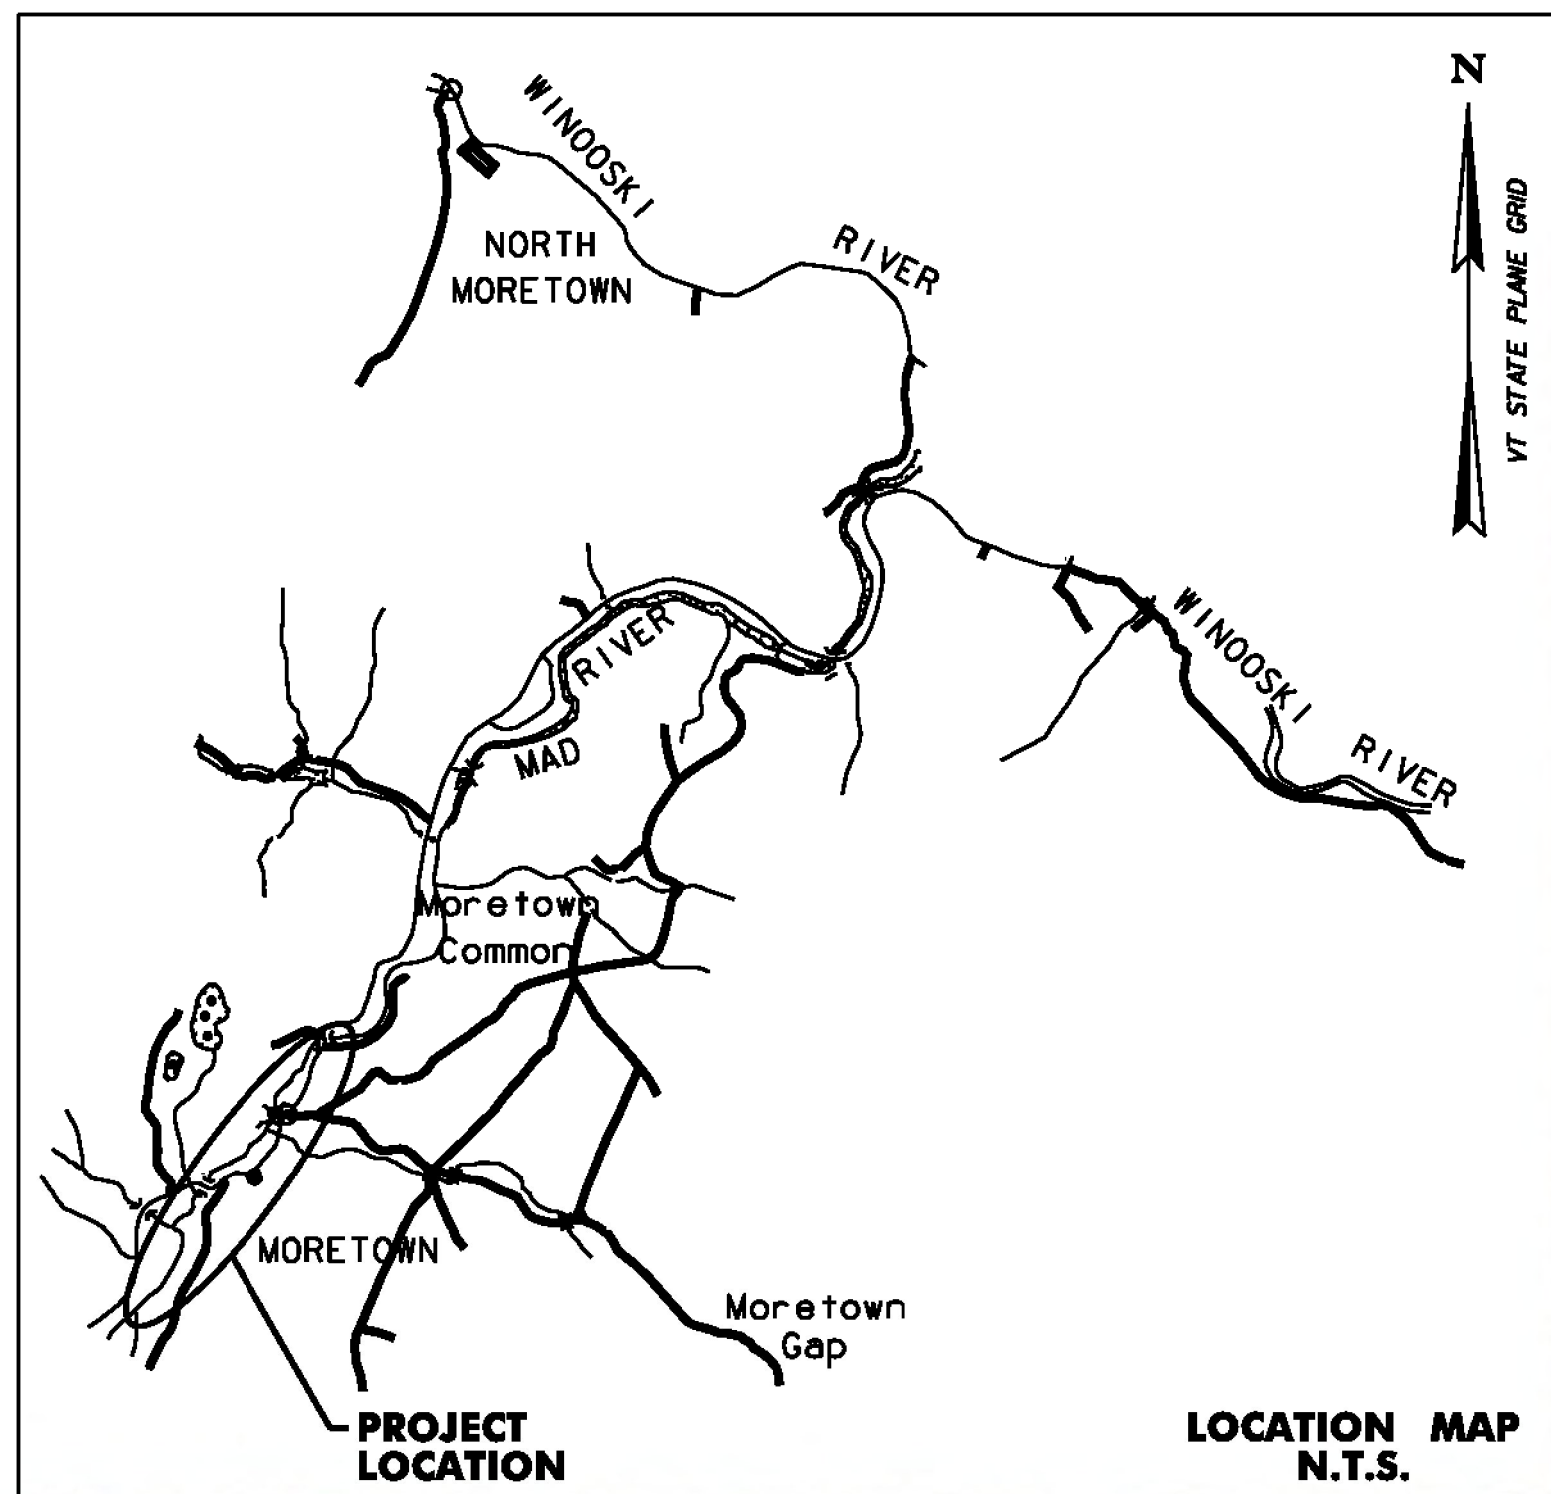 N
WINOOSKI
RIVER
VT STATE PLANE GRID
NORTH
MORETOWN
RIVER
MAD
WINOOSKI
RIVER
Moretown
Common
MORETOWN
Moretown
Gap
PROJECT
LOCATION
LOCATION MAP
N.T.S.